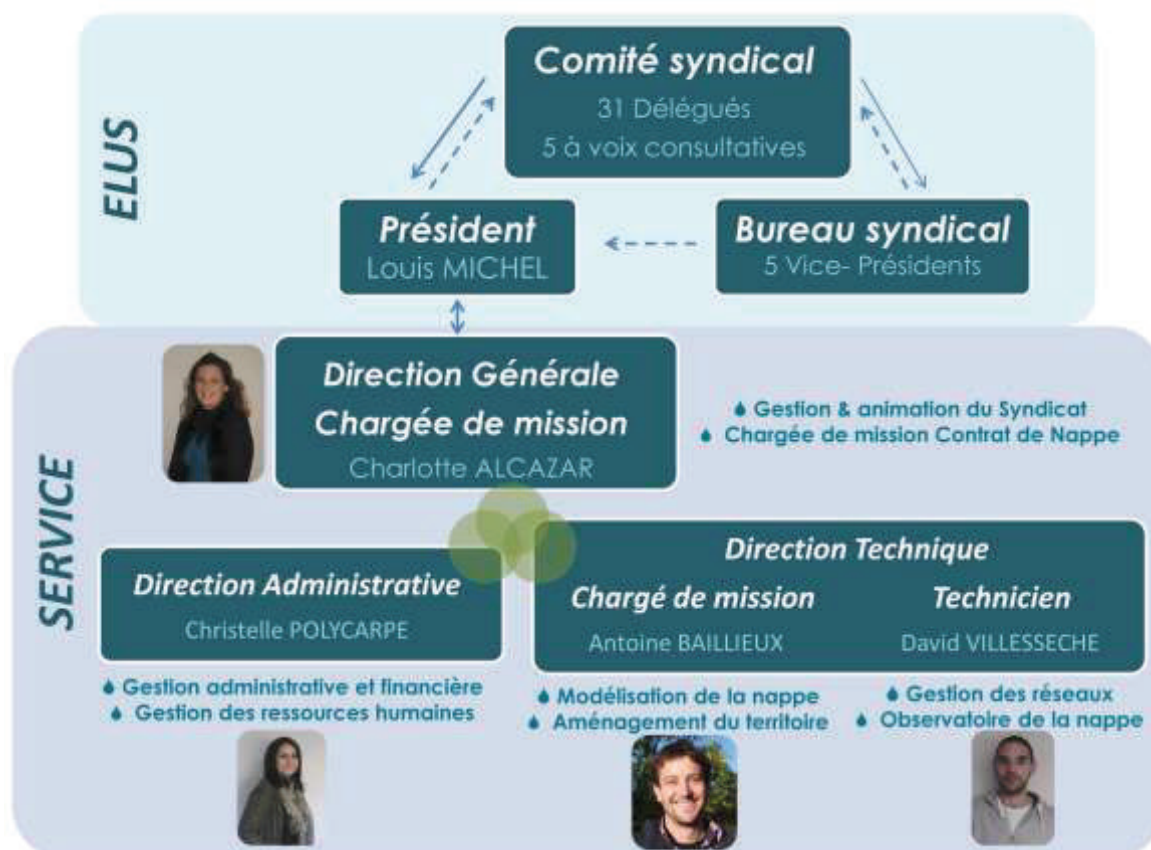 ELUS
Comité syndical
31 Délégués
5 à voix consultatives
Président
Louis MICHEL
Bureau syndical
5 Vice- Présidents
SERVICE
Direction Générale
Chargée de mission
Charlotte ALCAZAR
Gestion & animation du Syndicat
Chargée de mission Contrat de Nappe
Direction Administrative
Christelle POLYCARPE
Gestion administrative et financière
Gestion des ressources humaines
Direction Technique
Chargé de mission
Antoine BAILLIEUX
Technicien
David VILLESSECHE
Modélisation de la nappe
Aménagement du territoire
Gestion des réseaux
Observatoire de la nappe